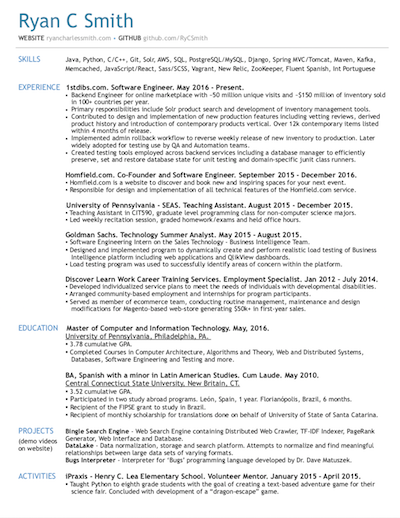 Ryan C Smith
WEBSITE ryancharlessmith.com • GITHUB github.com/RyCSmith
SKILLS
Java, Python, C/C++, Git, Solr, AWS, SQL, PostgreSQL/MySQL, Django, Spring MVC/Tomcat, Maven, Kafka,
Memcached, JavaScript/React, Sass/SCSS, Vagrant, New Relic, ZooKeeper, Fluent Spanish, Int Portuguese
EXPERIENCE
1stdibs.com. Software Engineer. May 2016 - Present.
• Backend Engineer for online marketplace with ~50 million unique visits and ~$150 million of inventory sold
in 100+ countries per year.
• Primary responsibilities include Solr product search and development of inventory management tools.
• Contributed to design and implementation of new production features including vetting reviews, derived
product history and introduction of contemporary products vertical. Over 12k contemporary items listed
within 4 months of release.
• Implemented admin rollback workflow to reverse weekly release of new inventory to production. Later
widely adopted for testing use by QA and Automation teams.
• Created testing tools employed across backend services including a database manager to efficiently
preserve, set and restore database state for unit testing and domain-specific junit class runners.
Homfield.com. Co-Founder and Software Engineer. September 2015 - December 2016.
• Homfield.com is a website to discover and book new and inspiring spaces for your next event.
• Responsible for design and implementation of all technical features of the Homfield.com service.
University of Pennsylvania - SEAS. Teaching Assistant. August 2015 - December 2015.
• Teaching Assistant in CIT590, graduate level programming class for non-computer science majors.
• Led weekly recitation session, graded homework/exams and held office hours.
Goldman Sachs. Technology Summer Analyst. May 2015 - August 2015.
• Software Engineering Intern on the Sales Technology - Business Intelligence Team.
• Designed and implemented program to dynamically create and perform realistic load testing of Business
Intelligence platform including web applications and QlikView dashboards.
• Load testing program was used to successfully identify areas of concern within the platform.
Discover Learn Work Career Training Services. Employment Specialist. Jan 2012 - July 2014.
• Developed individualized service plans to meet the needs of individuals with developmental disabilities.
• Arranged community-based employment and internships for program participants.
• Served as member of ecommerce team, conducting routine management, maintenance and design
modifications for Magento-based web-store generating $50k+ in first-year sales.
EDUCATION
Master of Computer and Information Technology. May, 2016.
University of Pennsylvania, Philadelphia, PA.
• 3.78 cumulative GPA.
• Completed Courses in Computer Architecture, Algorithms and Theory, Web and Distributed Systems,
Databases, Software Engineering and Testing and more.
BA, Spanish with a minor in Latin American Studies. Cum Laude. May 2010.
Central Connecticut State University, New Britain, CT.
• 3.52 cumulative GPA.
• Participated in two study abroad programs. León, Spain, 1 year. Florianópolis, Brazil, 6 months.
• Recipient of the FIPSE grant to study in Brazil.
• Recipient of monthly scholarship for translations done on behalf of University of State of Santa Catarina.
PROJECTS
(demo videos
on website)
Bingle Search Engine - Web Search Engine containing Distributed Web Crawler, TF-IDF Indexer, PageRank
Generator, Web Interface and Database.
DataLake - Data normalization, storage and search platform. Attempts to normalize and find meaningful
relationships between large data sets of varying formats.
Bugs Interpreter - Interpreter for 'Bugs' programming language developed by Dr. Dave Matuszek.
ACTIVITIES
iPraxis - Henry C. Lea Elementary School. Volunteer Mentor. January 2015 - April 2015.
• Taught Python to eighth grade students with the goal of creating a text-based adventure game for their
science fair. Concluded with development of a "dragon-escape" game.